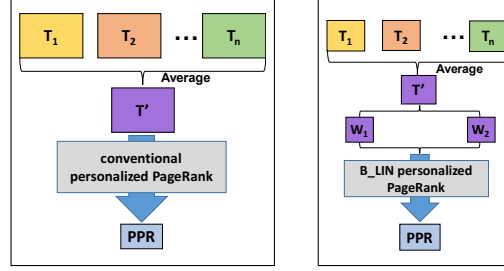 T1 T2 ... Tn
Average
T'
conventional
personalized PageRank
PPR
T1 T2 ... Tn
Average
T'
W1 W2
B_LIN personalized
PageRank
PPR